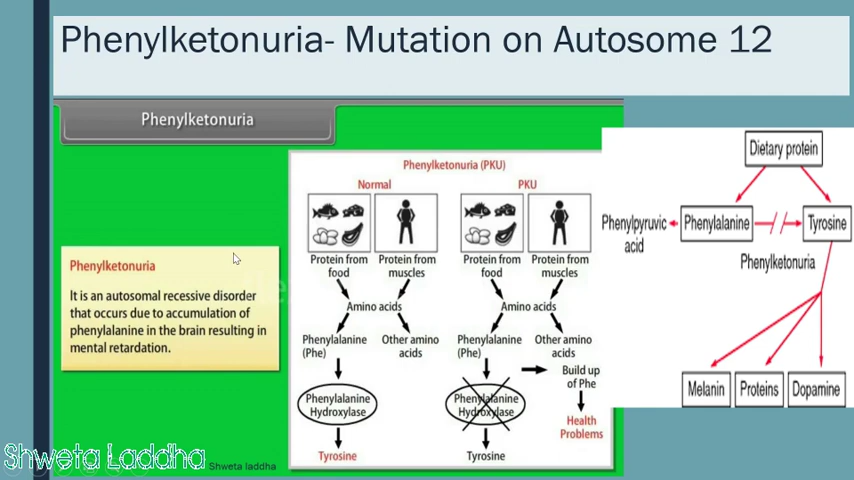 Phenylketonuria- Mutation on Autosome 12
Phenylketonuria
Phenylketonuria
It is an autosomal recessive disorder
that occurs due to accumulation of
phenylalanine in the brain resulting in
mental retardation.
Phenylketonuria (PKU)
Normal
PKU
Protein from
food
Protein from
muscles
Protein from
food
Protein from
muscles
Amino acids
Amino acids
Phenylalanine
(Phe)
Other amino
acids
Phenylalanine
(Phe)
Other amino
acids
Build up
of Phe
Phenylalanine
Hydroxylase
Phenylalanine
Hydroxylase
Health
Problems
Tyrosine
Tyrosine
Dietary protein
Phenylpyruvic
acid
Phenylalanine
Tyrosine
Phenylketonuria
Melanin
Proteins
Dopamine
Shweta Laddha
Shweta laddha